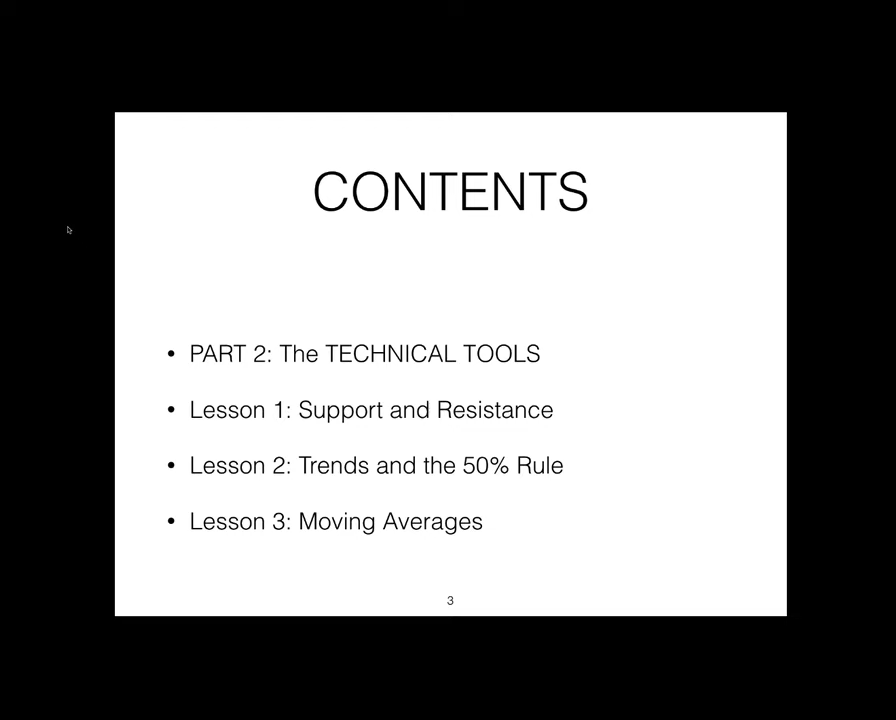 CONTENTS
• PART 2: The TECHNICAL TOOLS
• Lesson 1: Support and Resistance
• Lesson 2: Trends and the 50% Rule
• Lesson 3: Moving Averages
3